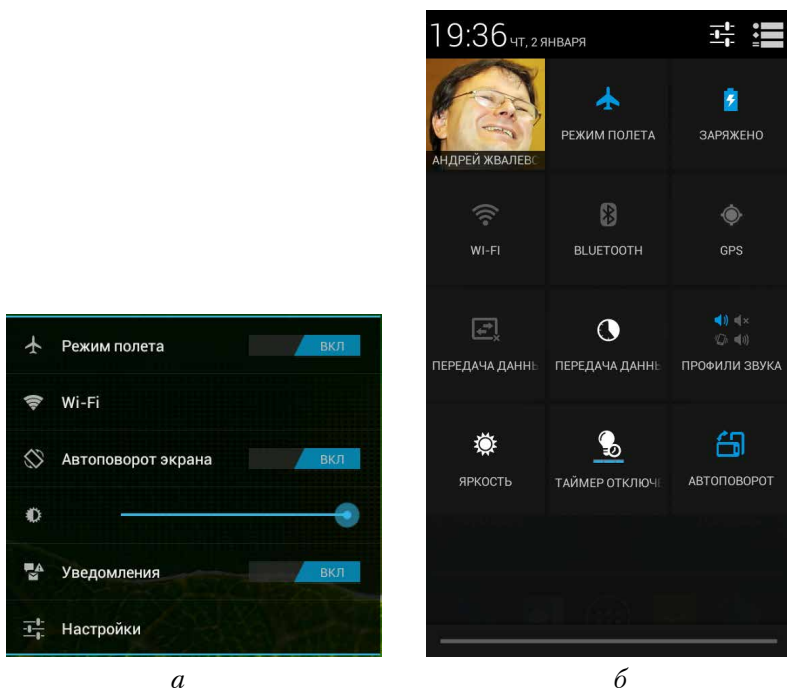 Режим полета ВКЛ
Wi-Fi
Автоповорот экрана ВКЛ
Уведомления ВКЛ
Настройки
а
19:36 ЧТ, 2 ЯНВАРЯ
АНДРЕЙ ЖВАЛЕВС
РЕЖИМ ПОЛЕТА
ЗАРЯЖЕНО
WI-FI
BLUETOOTH
GPS
ПЕРЕДАЧА ДАННЬ
ПЕРЕДАЧА ДАННЬ
ПРОФИЛИ ЗВУКА
ЯРКОСТЬ
ТАЙМЕР ОТКЛЮЧЕ
АВТОПОВОРОТ
б